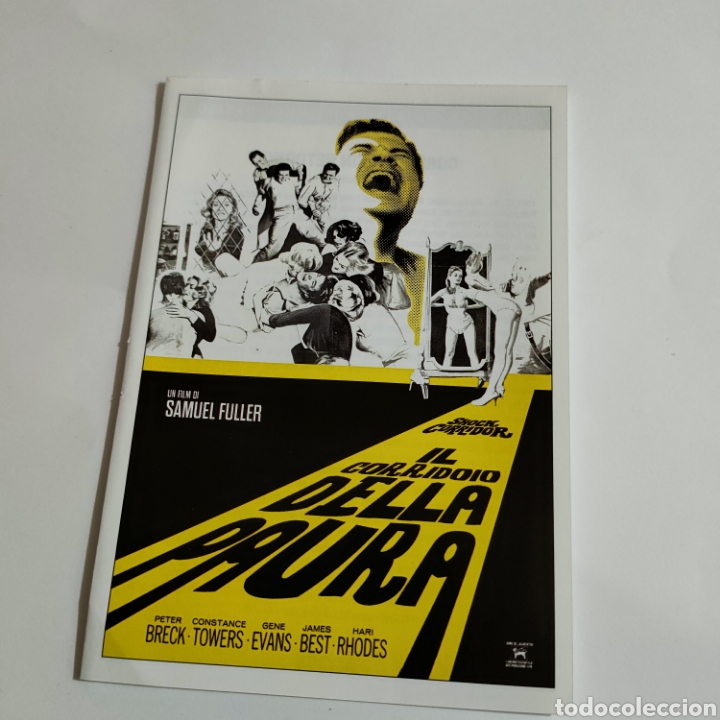 UN FILM DI
SAMUEL FULLER
SHOCK
CORRIDOR
IL
CORRIDOIO
DELLA
PAURA
PETER BRECK · CONSTANCE TOWERS · GENE EVANS · JAMES BEST · HARI RHODES
todocoleccion